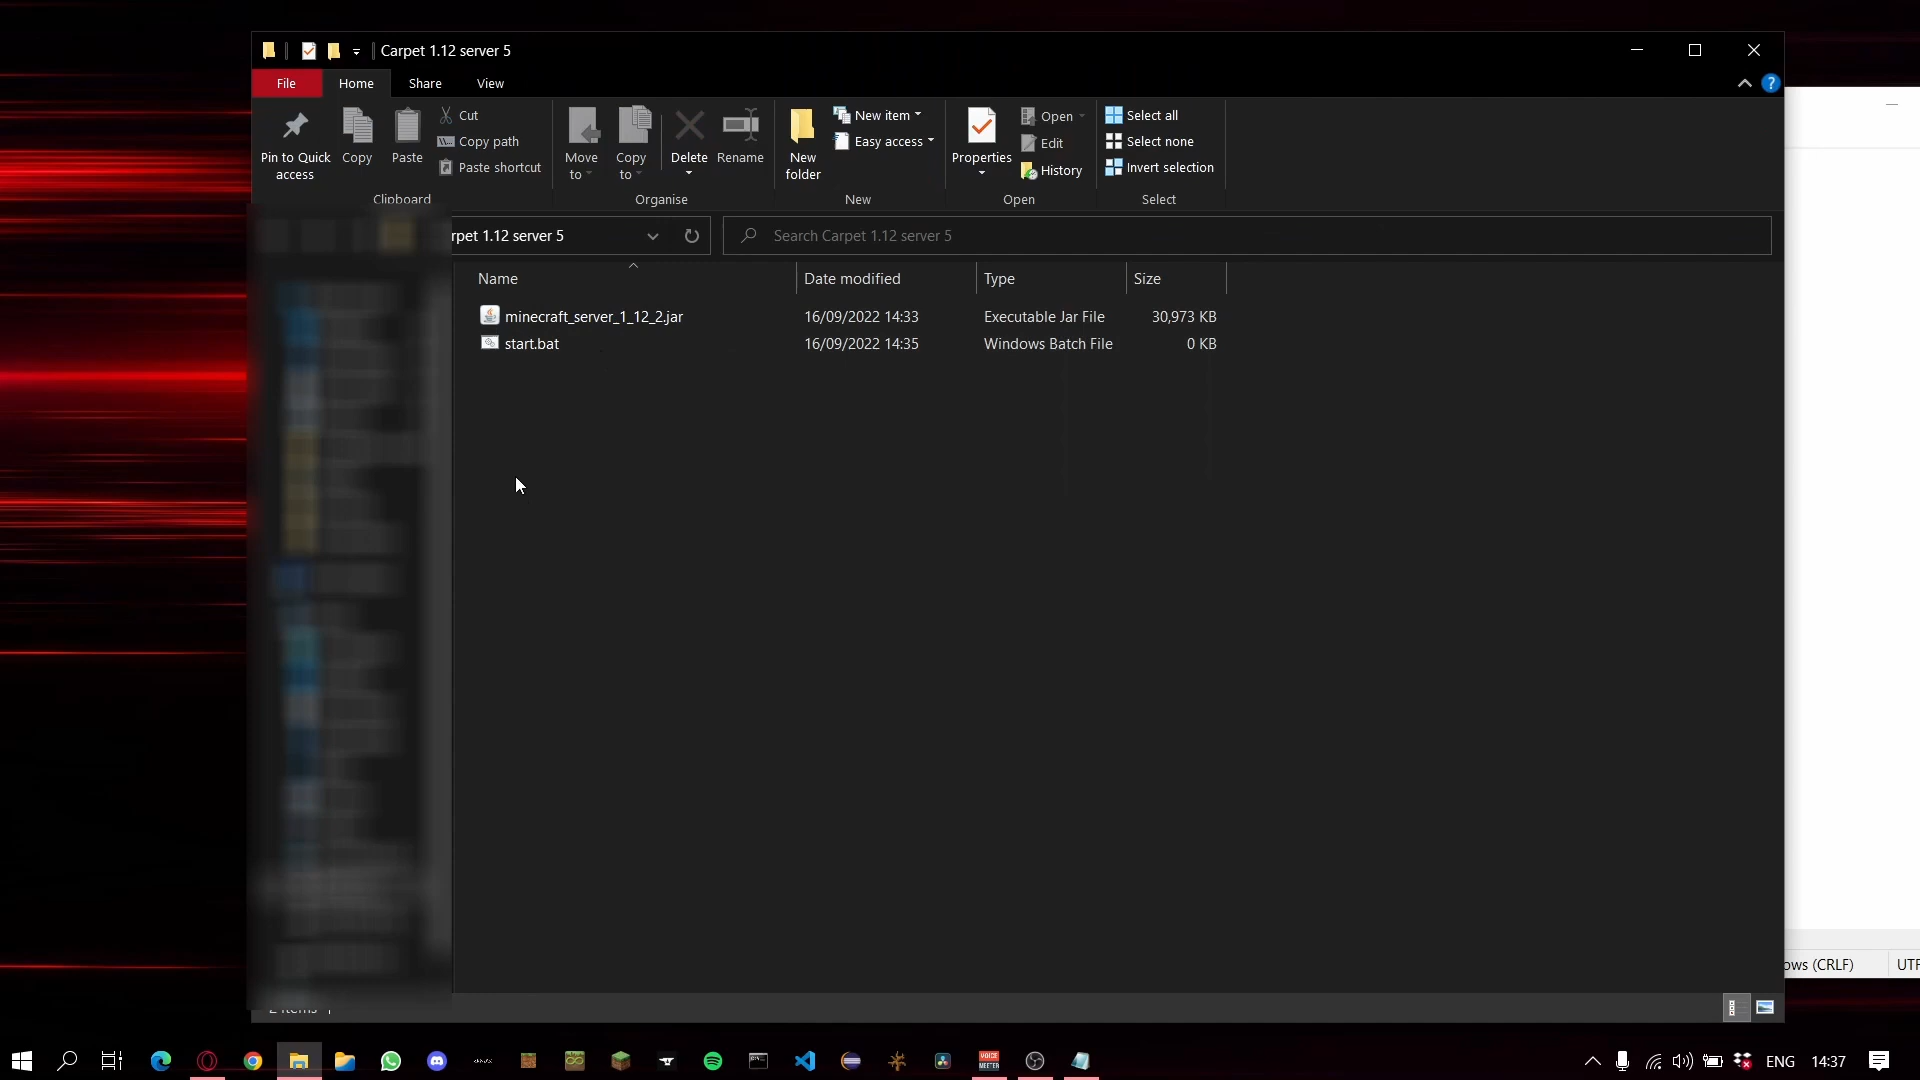 Carpet 1.12 server 5
File Home Share View
Pin to Quick access
Copy
Paste
Cut
Copy path
Paste shortcut
Move to
Copy to
Delete
Rename
New folder
New item
Easy access
Properties
Open
Edit
History
Select all
Select none
Invert selection
Clipboard Organise New Open Select
rpet 1.12 server 5
Search Carpet 1.12 server 5
Name Date modified Type Size
minecraft_server_1_12_2.jar 16/09/2022 14:33 Executable Jar File 30,973 KB
start.bat 16/09/2022 14:35 Windows Batch File 0 KB
ows (CRLF) UTF
2 items
VOICE MEETER
ENG 14:37